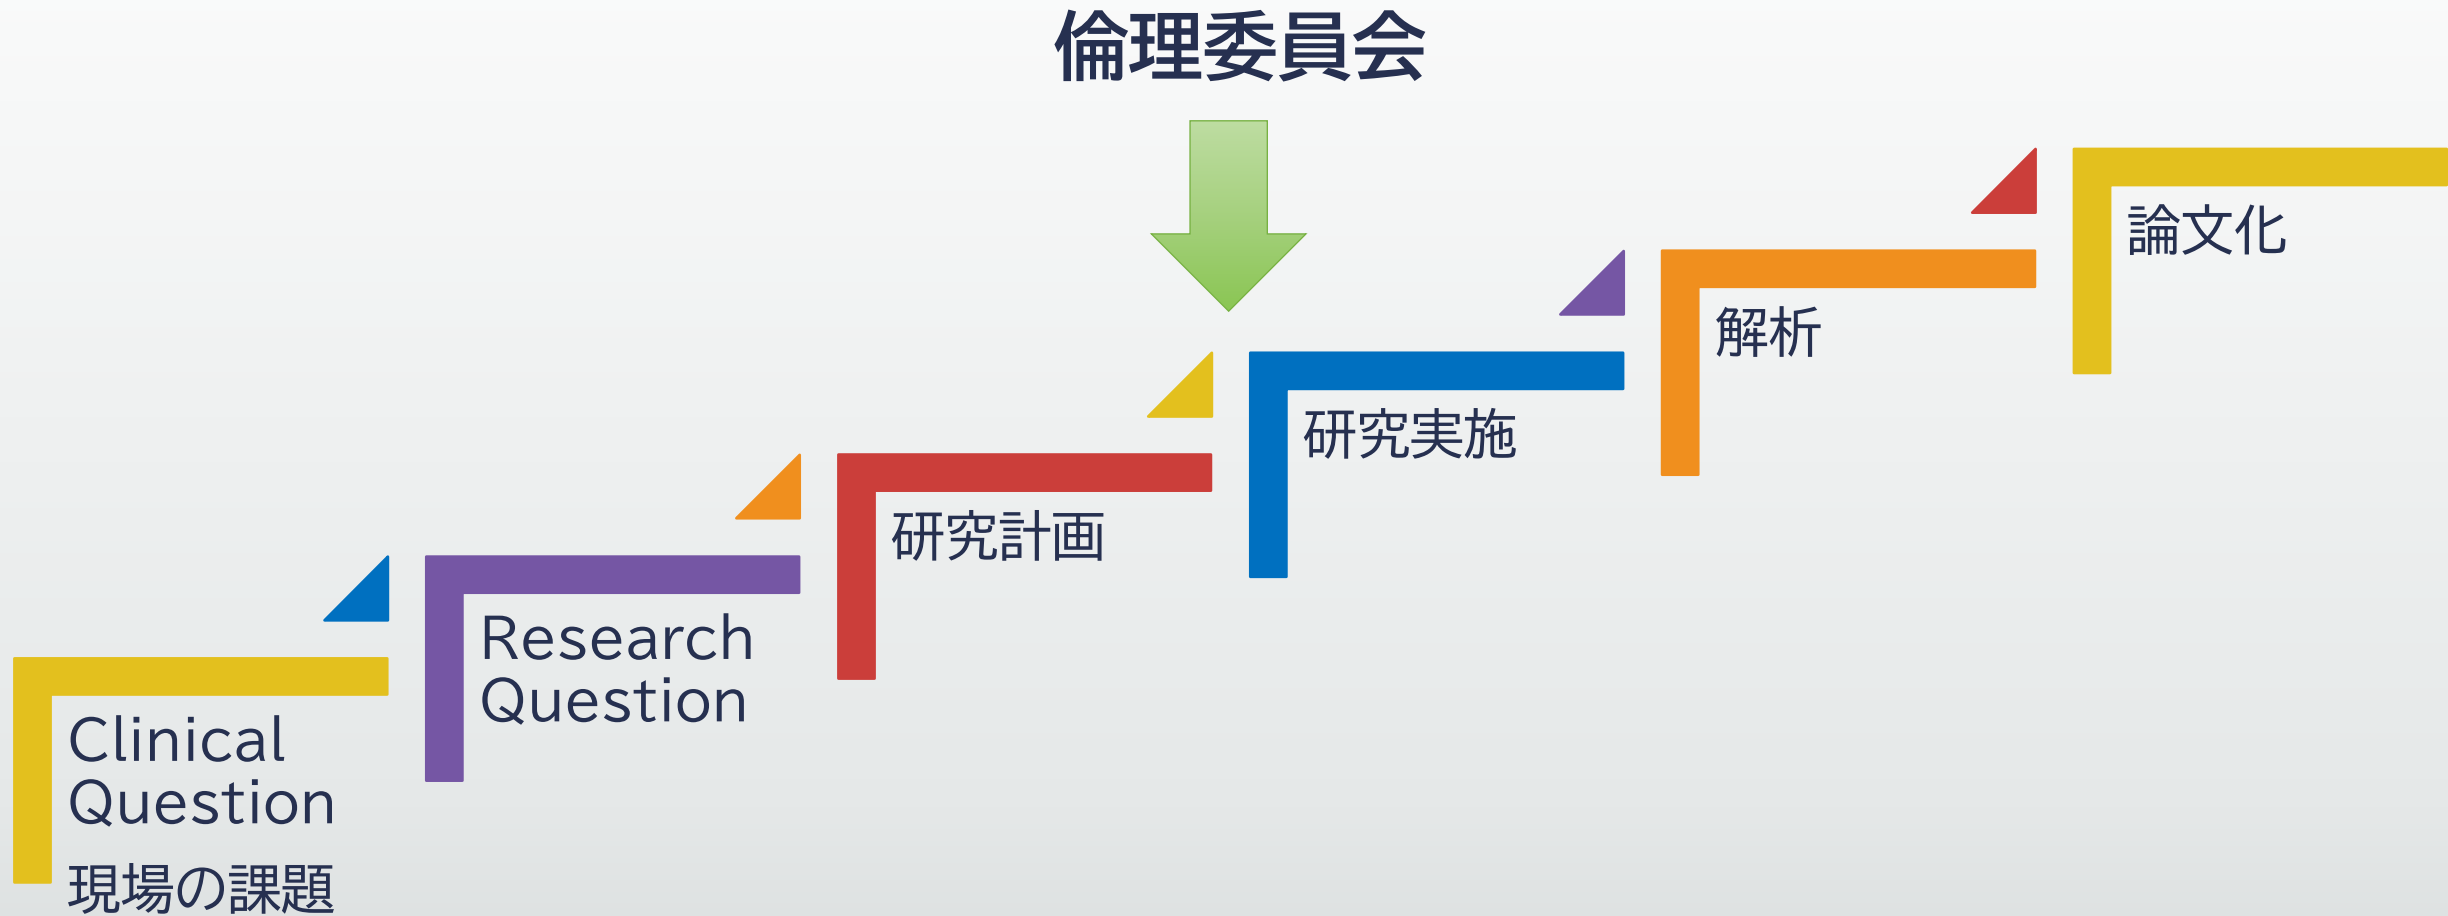 倫理委員会
Clinical
Question
現場の課題
Research
Question
研究計画
研究実施
解析
論文化